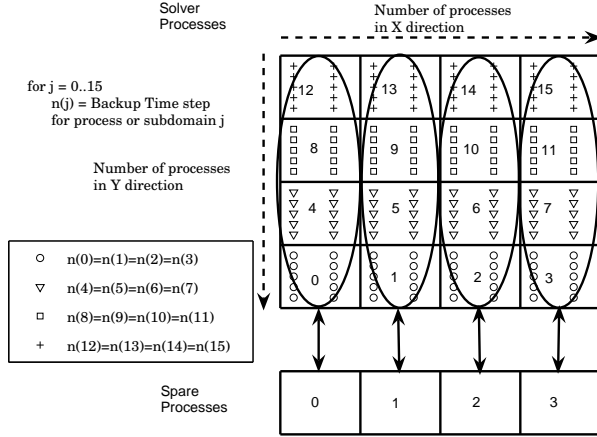 Solver
Processes
Number of processes
in X direction
for j = 0..15
n(j) = Backup Time step
for process or subdomain j
Number of processes
in Y direction
12 13 14 15
8 9 10 11
4 5 6 7
0 1 2 3
n(0)=n(1)=n(2)=n(3)
n(4)=n(5)=n(6)=n(7)
n(8)=n(9)=n(10)=n(11)
n(12)=n(13)=n(14)=n(15)
Spare
Processes
0 1 2 3